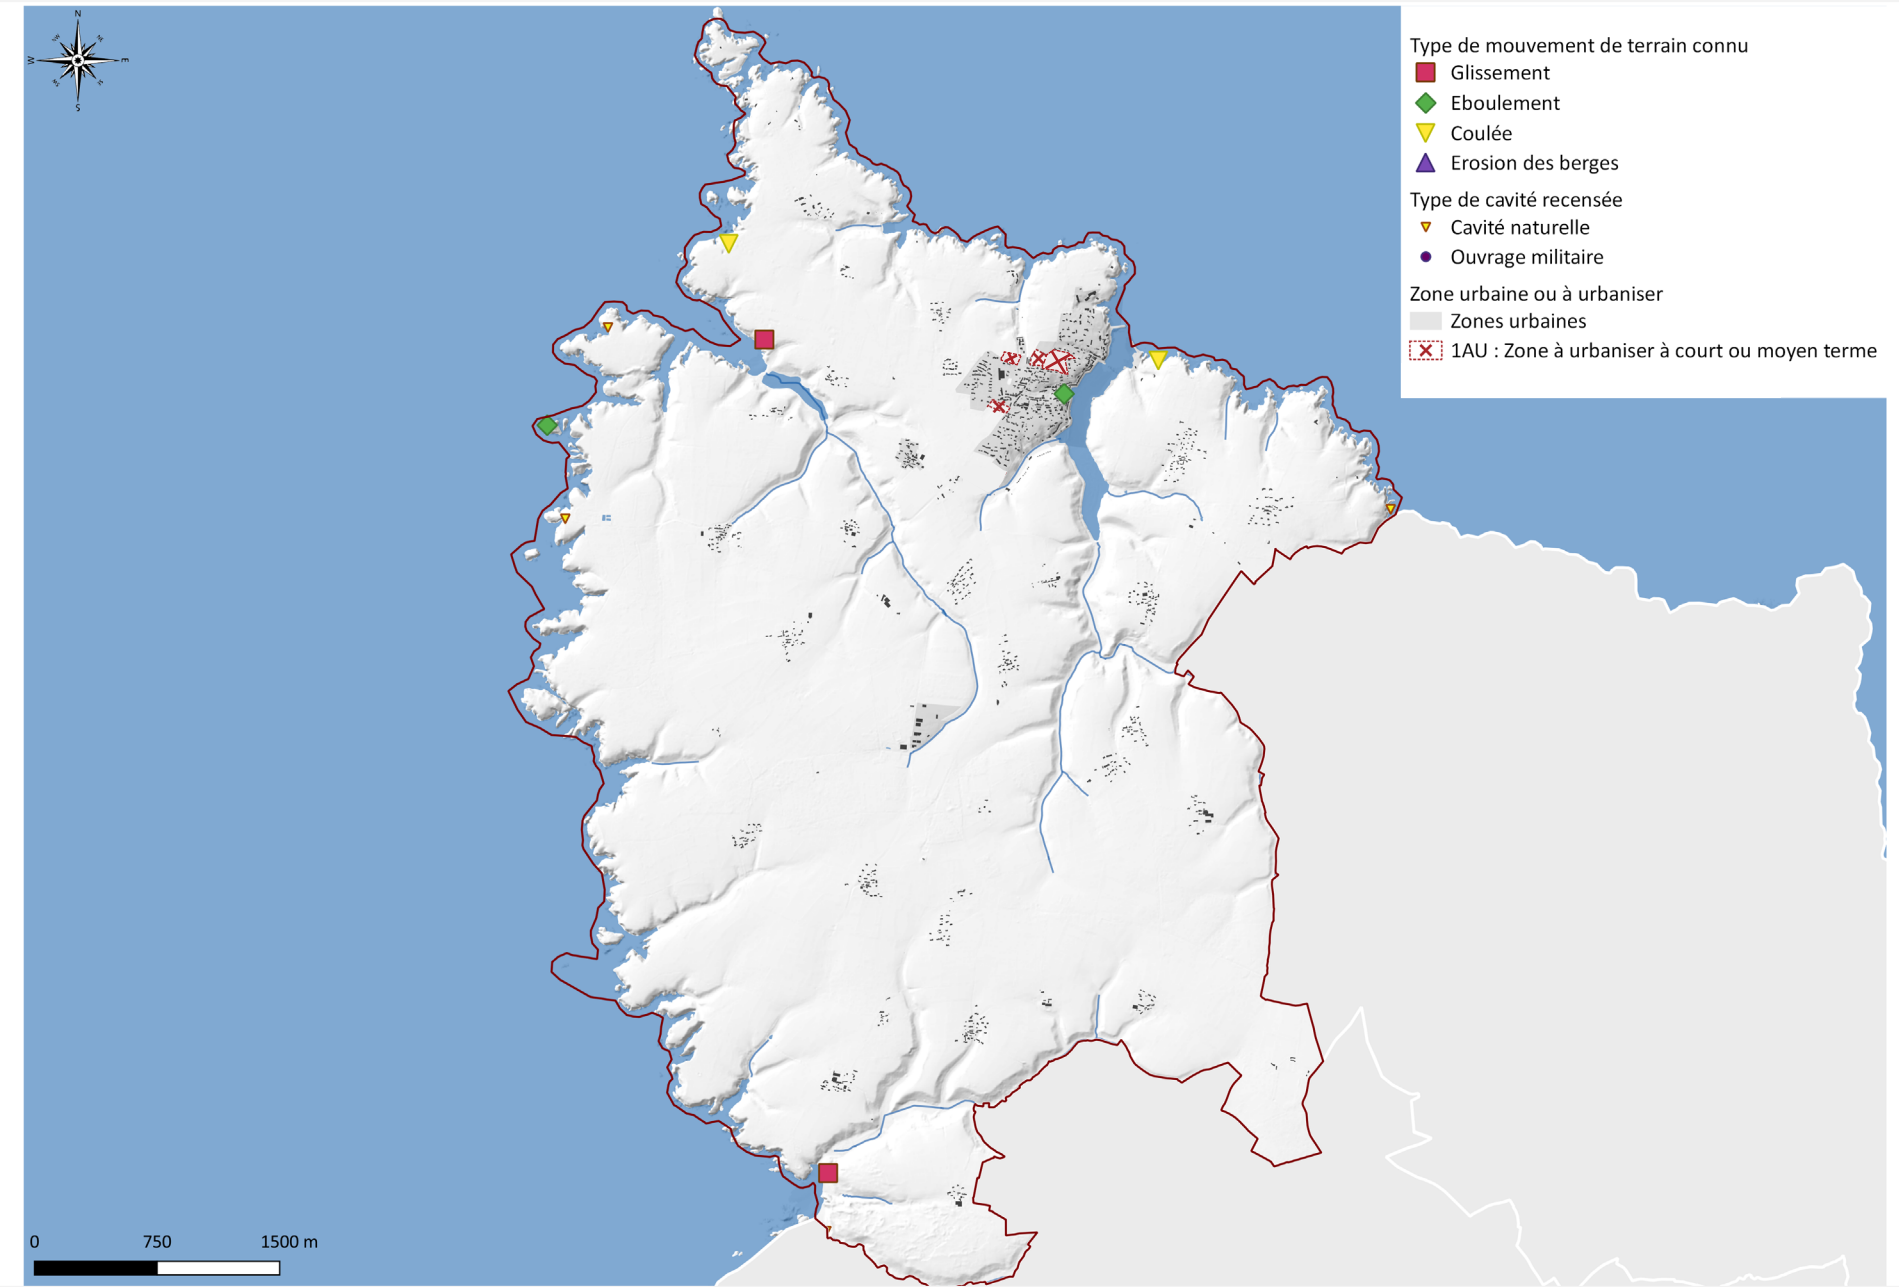 N
W
E
S
Type de mouvement de terrain connu
Glissement
Eboulement
Coulée
Erosion des berges
Type de cavité recensée
Cavité naturelle
Ouvrage militaire
Zone urbaine ou à urbaniser
Zones urbaines
1AU : Zone à urbaniser à court ou moyen terme
0 750 1500 m